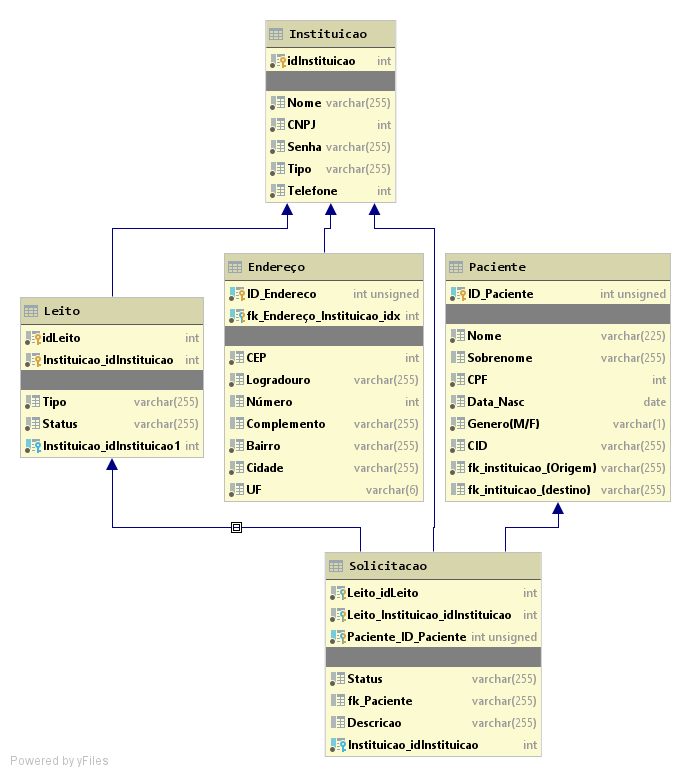 Instituicao
idInstituicao int
Nome varchar(255)
CNPJ int
Senha varchar(255)
Tipo varchar(255)
Telefone int
Leito
idLeito int
Instituicao_idInstituicao int
Tipo varchar(255)
Status varchar(255)
Instituicao_idInstituicao1 int
Endereço
ID_Endereco int unsigned
fk_Endereço_Instituicao_idx int
CEP int
Logradouro varchar(255)
Número int
Complemento varchar(255)
Bairro varchar(255)
Cidade varchar(255)
UF varchar(6)
Paciente
ID_Paciente int unsigned
Nome varchar(225)
Sobrenome varchar(255)
CPF int
Data_Nasc date
Genero(M/F) varchar(1)
CID varchar(255)
fk_instituicao_(Origem) varchar(255)
fk_intituicao_(destino) varchar(255)
Solicitacao
Leito_idLeito int
Leito_Instituicao_idInstituicao int
Paciente_ID_Paciente int unsigned
Status varchar(255)
fk_Paciente varchar(255)
Descricao varchar(255)
Instituicao_idInstituicao int
Powered by yFiles